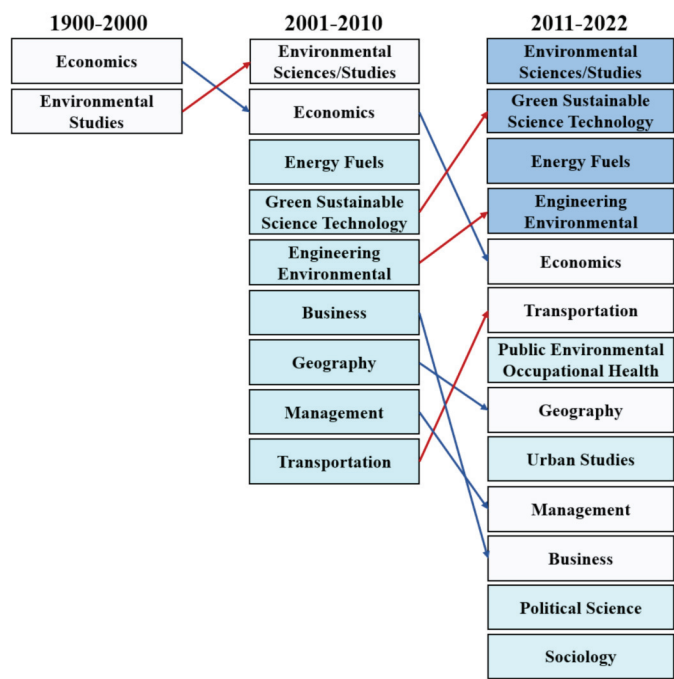 1900-2000
Economics
Environmental
Studies
2001-2010
Environmental
Sciences/Studies
Economics
Energy Fuels
Green Sustainable
Science Technology
Engineering
Environmental
Business
Geography
Management
Transportation
2011-2022
Environmental
Sciences/Studies
Green Sustainable
Science Technology
Energy Fuels
Engineering
Environmental
Economics
Transportation
Public Environmental
Occupational Health
Geography
Urban Studies
Management
Business
Political Science
Sociology